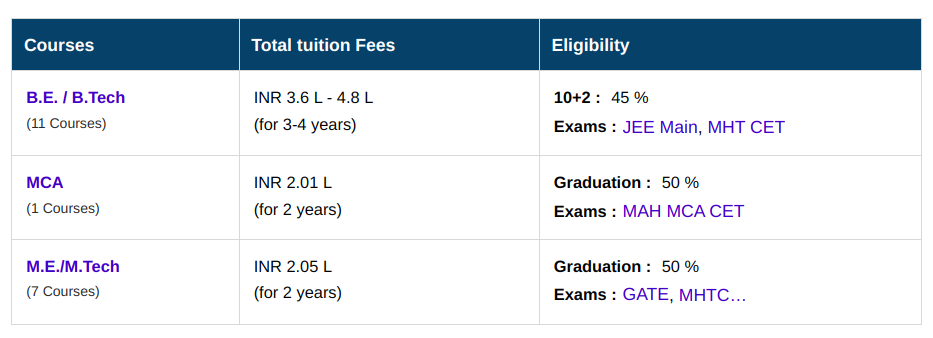 Courses Total tuition Fees Eligibility
B.E. / B.Tech INR 3.6 L - 4.8 L 10+2 : 45 %
(11 Courses) (for 3-4 years) Exams : JEE Main, MHT CET
MCA INR 2.01 L Graduation : 50 %
(1 Courses) (for 2 years) Exams : MAH MCA CET
M.E./M.Tech INR 2.05 L Graduation : 50 %
(7 Courses) (for 2 years) Exams : GATE, MHTC…